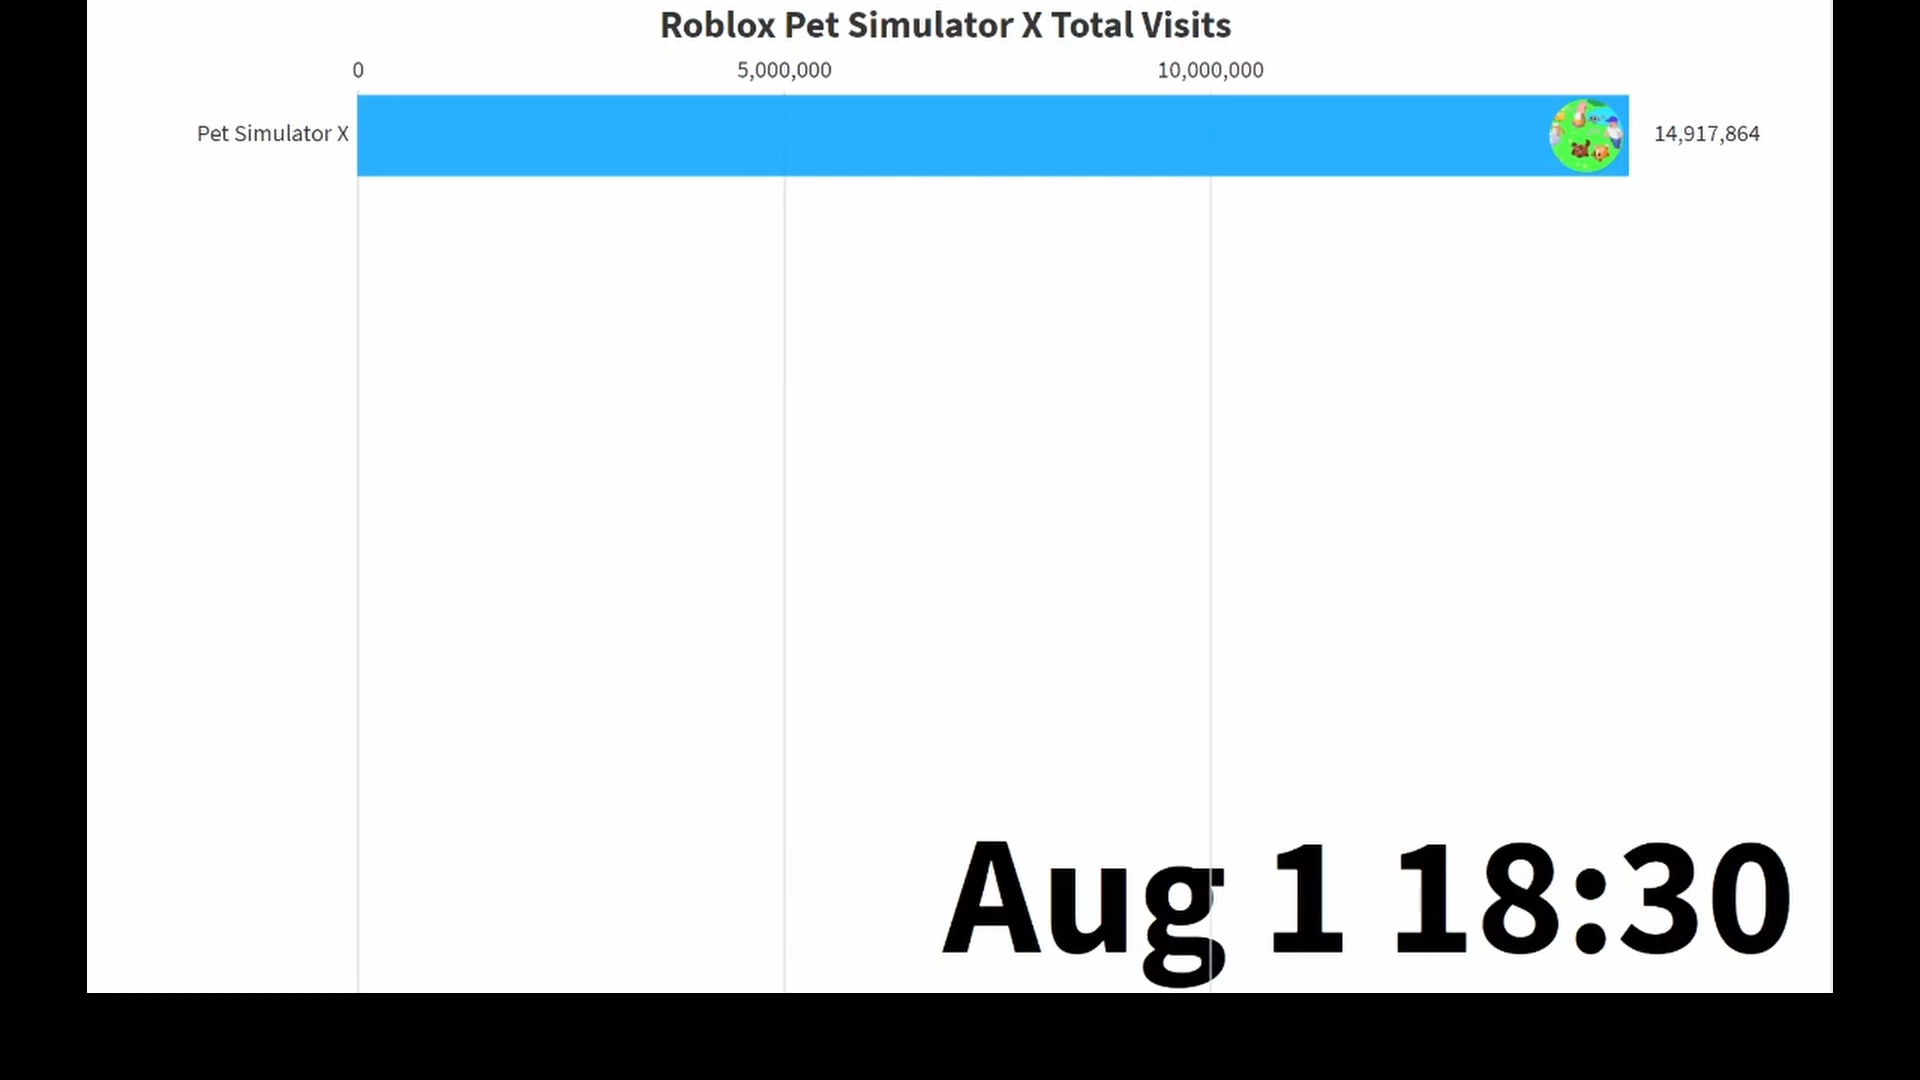 Roblox Pet Simulator X Total Visits
0 5,000,000 10,000,000
Pet Simulator X 14,917,864
Aug 1 18:30